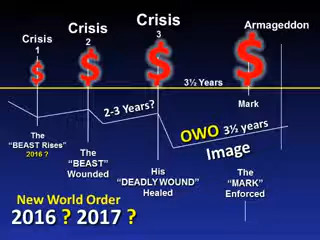 Crisis
1
Crisis
2
Crisis
3
Armageddon
$
$
$
$
3½ Years
Mark
2-3 Years?
OWO 3½ years
Image
The
“BEAST Rises”
2016 ?
The
“BEAST”
Wounded
His
“DEADLY WOUND”
Healed
The
“MARK”
Enforced
New World Order
2016 ? 2017 ?